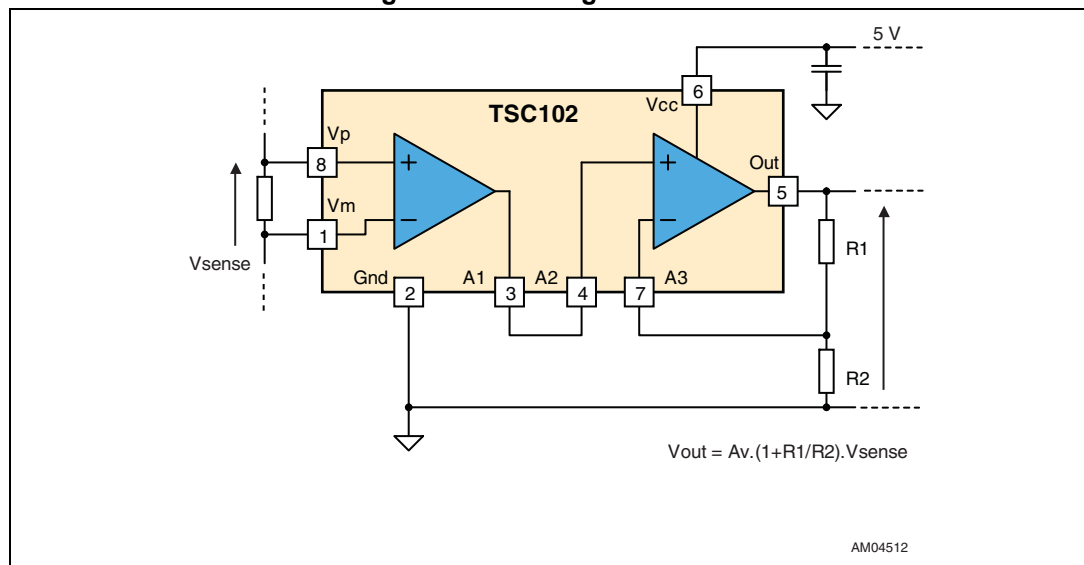 5 V
TSC102
6
Vcc
Vp
8
Out
5
Vm
1
R1
Vsense
Gnd
A1
A2
A3
2
3
4
7
R2
Vout = Av.(1+R1/R2).Vsense
AM04512